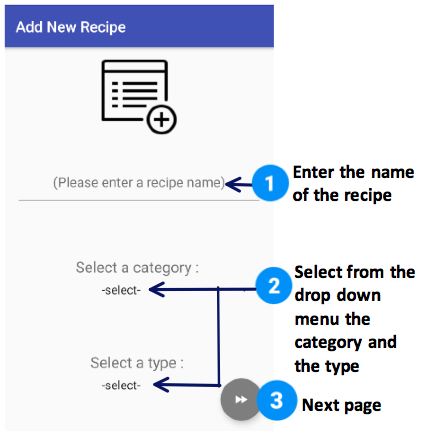 Add New Recipe
(Please enter a recipe name)
1
Enter the name
of the recipe
Select a category :
-select-
2
Select from the
drop down
menu the
category and
the type
Select a type :
-select-
3
Next page